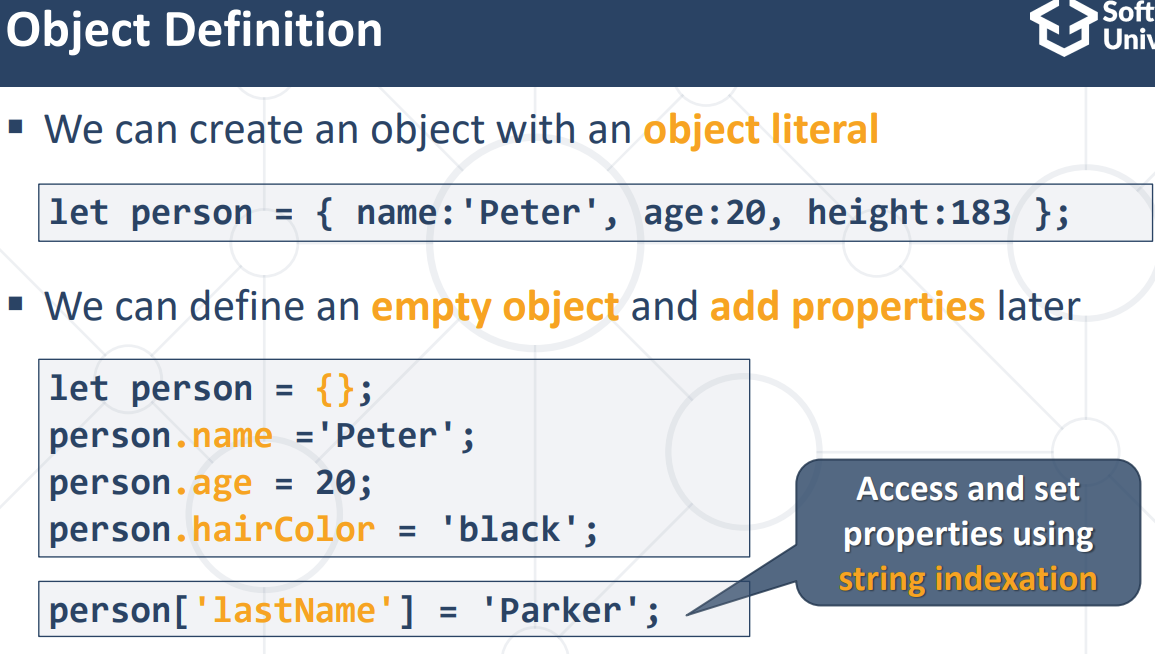 Object Definition
Soft
Univ
▪ We can create an object with an object literal
let person = { name:'Peter', age:20, height:183 };
▪ We can define an empty object and add properties later
let person = {};
person.name ='Peter';
person.age = 20;
person.hairColor = 'black';
person['lastName'] = 'Parker';
Access and set
properties using
string indexation